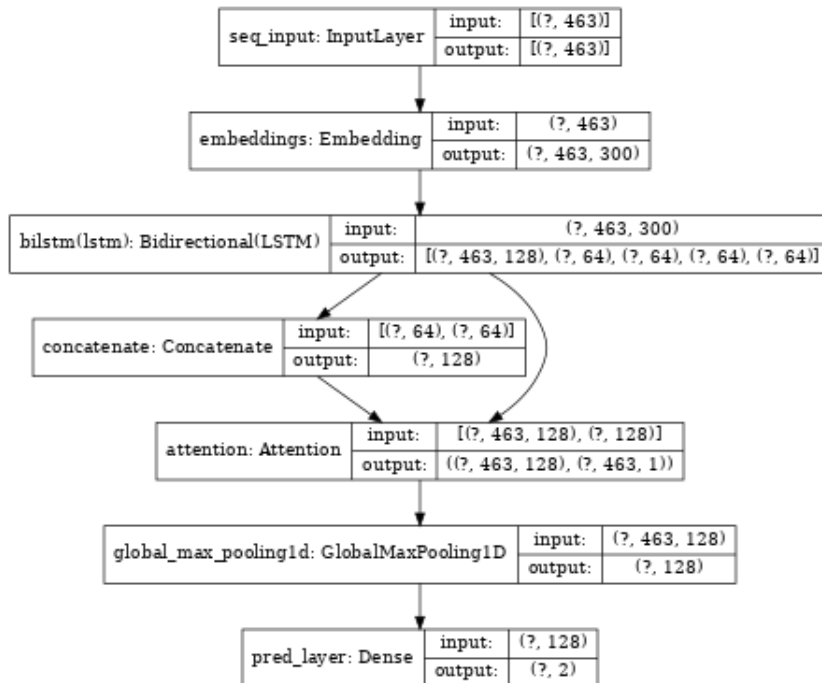 seq_input: InputLayer input: [(?, 463)]
output: [(?, 463)]
embeddings: Embedding input: (?, 463)
output: (?, 463, 300)
bilstm(lstm): Bidirectional(LSTM) input: (?, 463, 300)
output: [(?, 463, 128), (?, 64), (?, 64), (?, 64), (?, 64)]
concatenate: Concatenate input: [(?, 64), (?, 64)]
output: (?, 128)
attention: Attention input: [(?, 463, 128), (?, 128)]
output: ((?, 463, 128), (?, 463, 1))
global_max_pooling1d: GlobalMaxPooling1D input: (?, 463, 128)
output: (?, 128)
pred_layer: Dense input: (?, 128)
output: (?, 2)